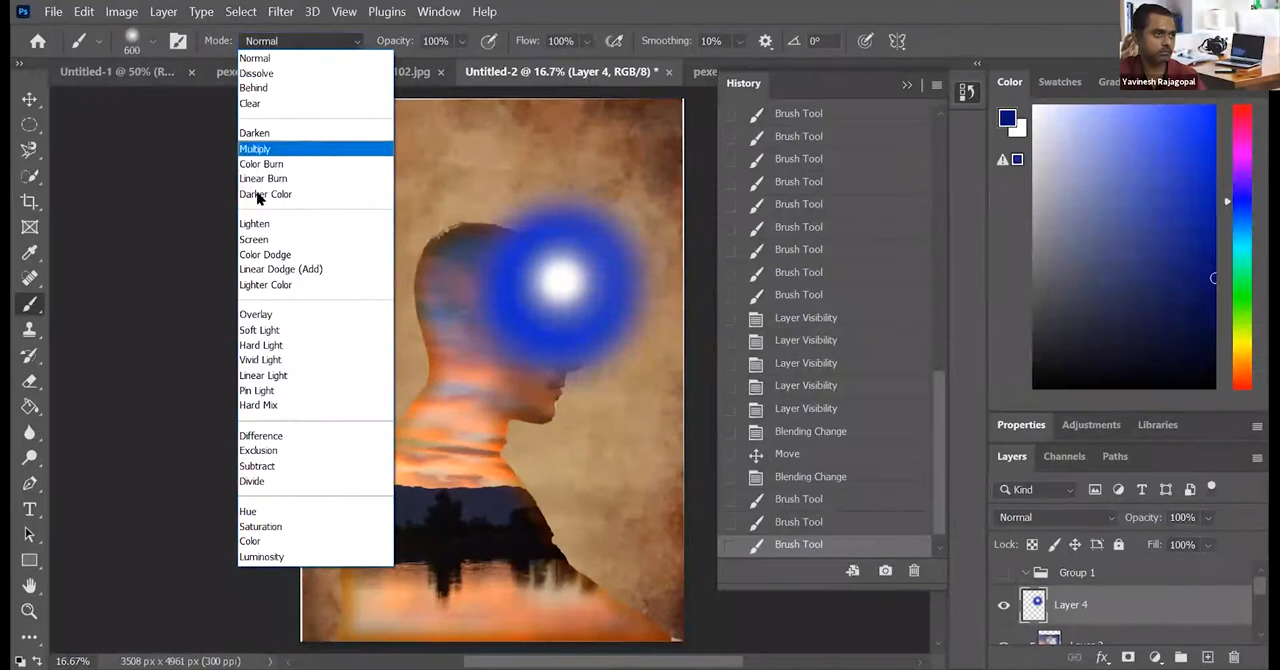 Ps File Edit Image Layer Type Select Filter 3D View Plugins Window Help
600 Mode: Normal Opacity: 100% Flow: 100% Smoothing: 10% 0°
Yavinesh Rajagopal
Untitled-1 @ 50% (R... × 102.jpg × Untitled-2 @ 16.7% (Layer 4, RGB/8) * × pexe
Normal
Dissolve
Behind
Clear
Darken
Multiply
Color Burn
Linear Burn
Darker Color
Lighten
Screen
Color Dodge
Linear Dodge (Add)
Lighter Color
Overlay
Soft Light
Hard Light
Vivid Light
Linear Light
Pin Light
Hard Mix
Difference
Exclusion
Subtract
Divide
Hue
Saturation
Color
Luminosity
History
Brush Tool
Brush Tool
Brush Tool
Brush Tool
Brush Tool
Brush Tool
Brush Tool
Brush Tool
Brush Tool
Layer Visibility
Layer Visibility
Layer Visibility
Layer Visibility
Layer Visibility
Blending Change
Move
Blending Change
Brush Tool
Brush Tool
Brush Tool
Color Swatches Grad
Properties Adjustments Libraries
Layers Channels Paths
Kind
Normal Opacity: 100%
Lock: Fill: 100%
Group 1
Layer 4
fx
16.67% 3508 px x 4961 px (300 ppi)